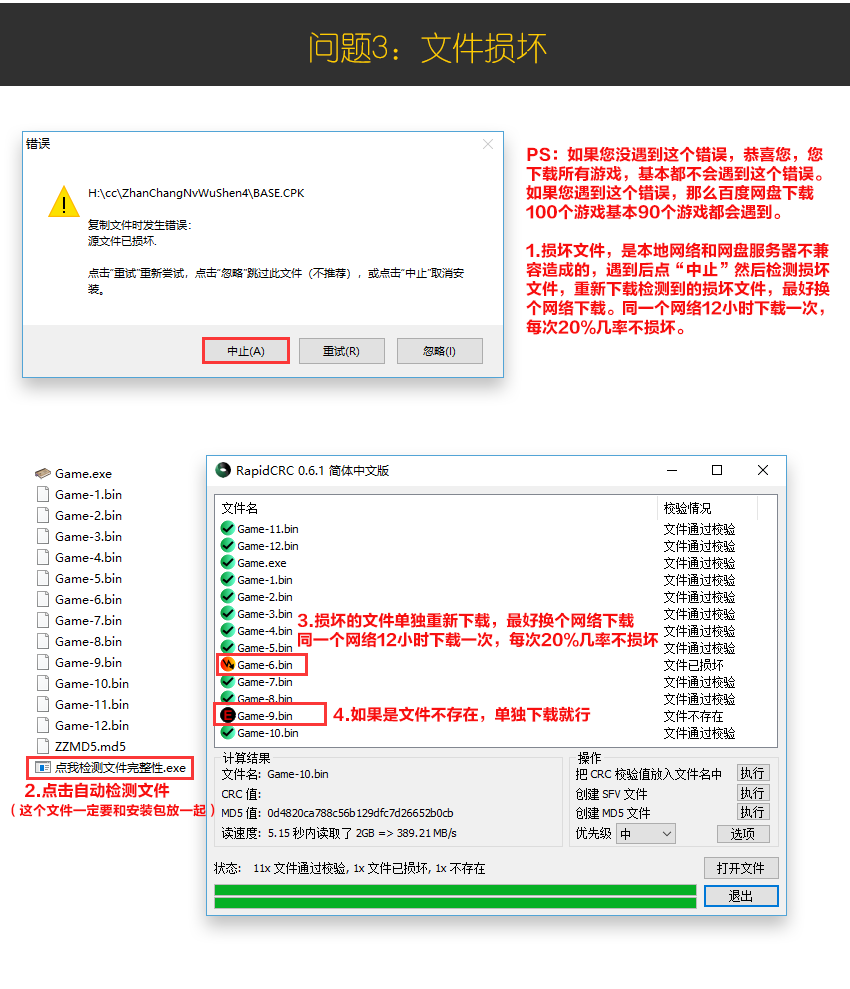 问题3：文件损坏
错误
H:\cc\ZhanChangNvWuShen4\BASE.CPK
复制文件时发生错误:
源文件已损坏.
点击“重试”重新尝试，点击“忽略”跳过此文件（不推荐），或点击“中止”取消安
装。
中止(A)
重试(R)
忽略(I)
PS：如果您没遇到这个错误，恭喜您，您
下载所有游戏，基本都不会遇到这个错误。
如果您遇到这个错误，那么百度网盘下载
100个游戏基本90个游戏都会遇到。
1.损坏文件，是本地网络和网盘服务器不兼
容造成的，遇到后点“中止”然后检测损坏
文件，重新下载检测到的损坏文件，最好换
个网络下载。同一个网络12小时下载一次，
每次20%几率不损坏。
Game.exe
Game-1.bin
Game-2.bin
Game-3.bin
Game-4.bin
Game-5.bin
Game-6.bin
Game-7.bin
Game-8.bin
Game-9.bin
Game-10.bin
Game-11.bin
Game-12.bin
ZZMD5.md5
点我检测文件完整性.exe
2.点击自动检测文件
（这个文件一定要和安装包放一起）
RapidCRC 0.6.1 简体中文版
文件名 校验情况
Game-11.bin 文件通过校验
Game-12.bin 文件通过校验
Game.exe 文件通过校验
Game-1.bin 文件通过校验
Game-2.bin 文件通过校验
Game-3.bin 文件通过校验
Game-4.bin 文件通过校验
Game-5.bin 文件通过校验
Game-6.bin 文件已损坏
Game-7.bin 文件通过校验
Game-8.bin 文件通过校验
Game-9.bin 文件不存在
Game-10.bin 文件通过校验
3.损坏的文件单独重新下载，最好换个网络下载
同一个网络12小时下载一次，每次20%几率不损坏
4.如果是文件不存在，单独下载就行
计算结果
文件名: Game-10.bin
CRC 值:
MD5 值: 0d4820ca788c56b129dfc7d26652b0cb
读速度: 5.15 秒内读取了 2GB => 389.21 MB/s
操作
把 CRC 校验值放入文件名中 执行
创建 SFV 文件 执行
创建 MD5 文件 执行
优先级 中 选项
状态: 11x 文件通过校验, 1x 文件已损坏, 1x 不存在
打开文件
退出